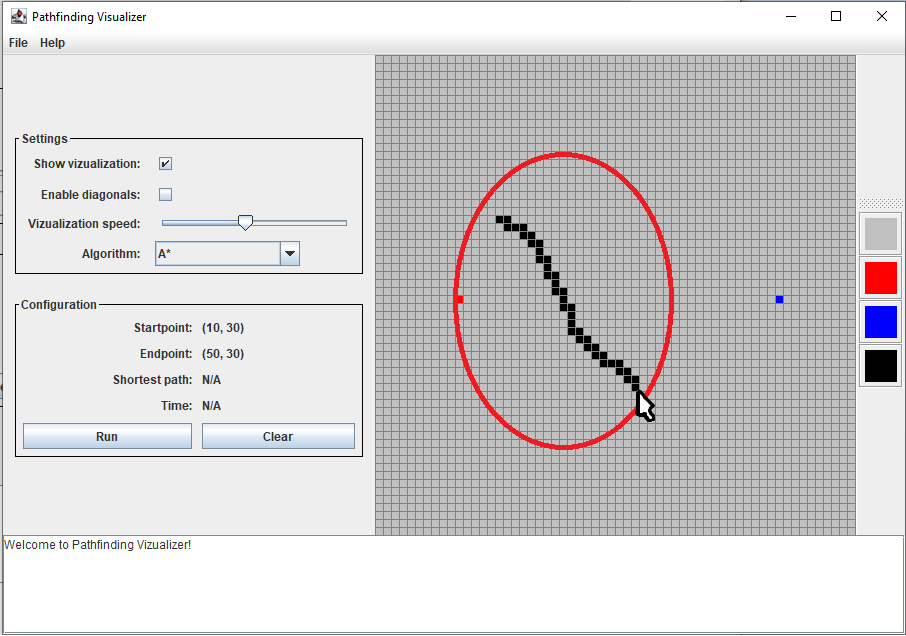 Pathfinding Visualizer
File Help
Settings
Show vizualization:
Enable diagonals:
Vizualization speed:
Algorithm: A*
Configuration
Startpoint: (10, 30)
Endpoint: (50, 30)
Shortest path: N/A
Time: N/A
Run Clear
Welcome to Pathfinding Vizualizer!